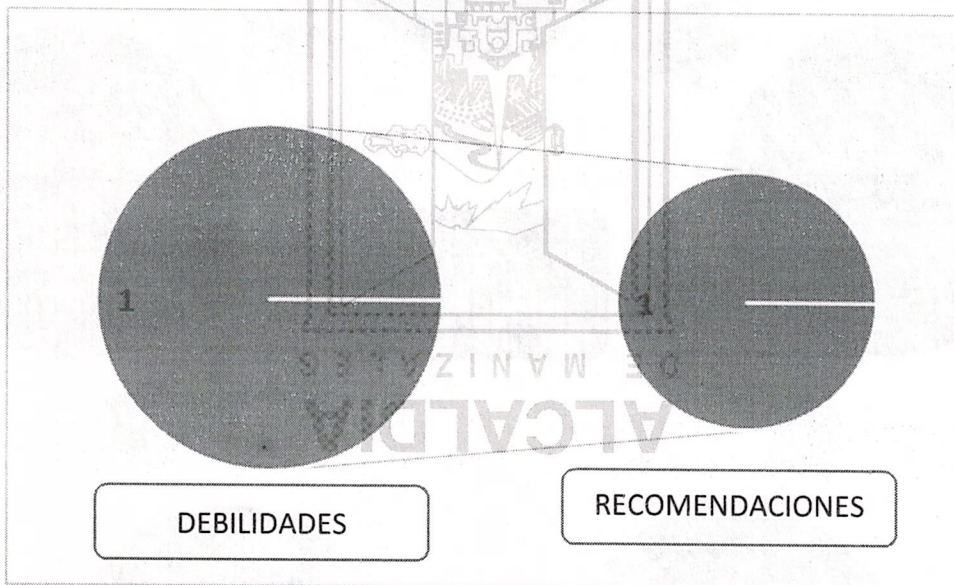 1
1
DE MANIZALES
ALCALDIA
DEBILIDADES
RECOMENDACIONES